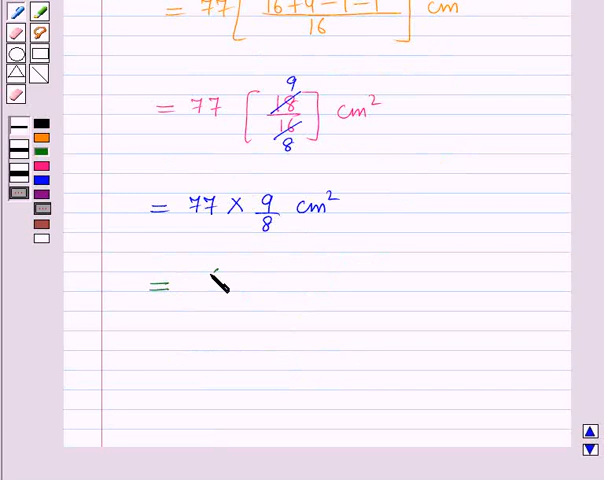 = 77 [ 16+4-1-1 / 16 ] cm
= 77 [ 18/16 ] cm²
9
8
= 77 × 9/8 cm²
=